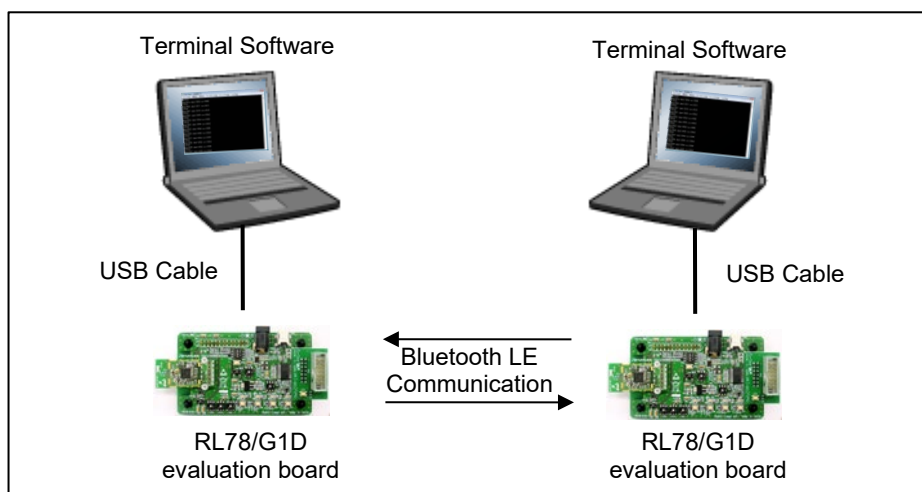 Terminal Software
Terminal Software
USB Cable
USB Cable
Bluetooth LE
Communication
RL78/G1D
evaluation board
RL78/G1D
evaluation board